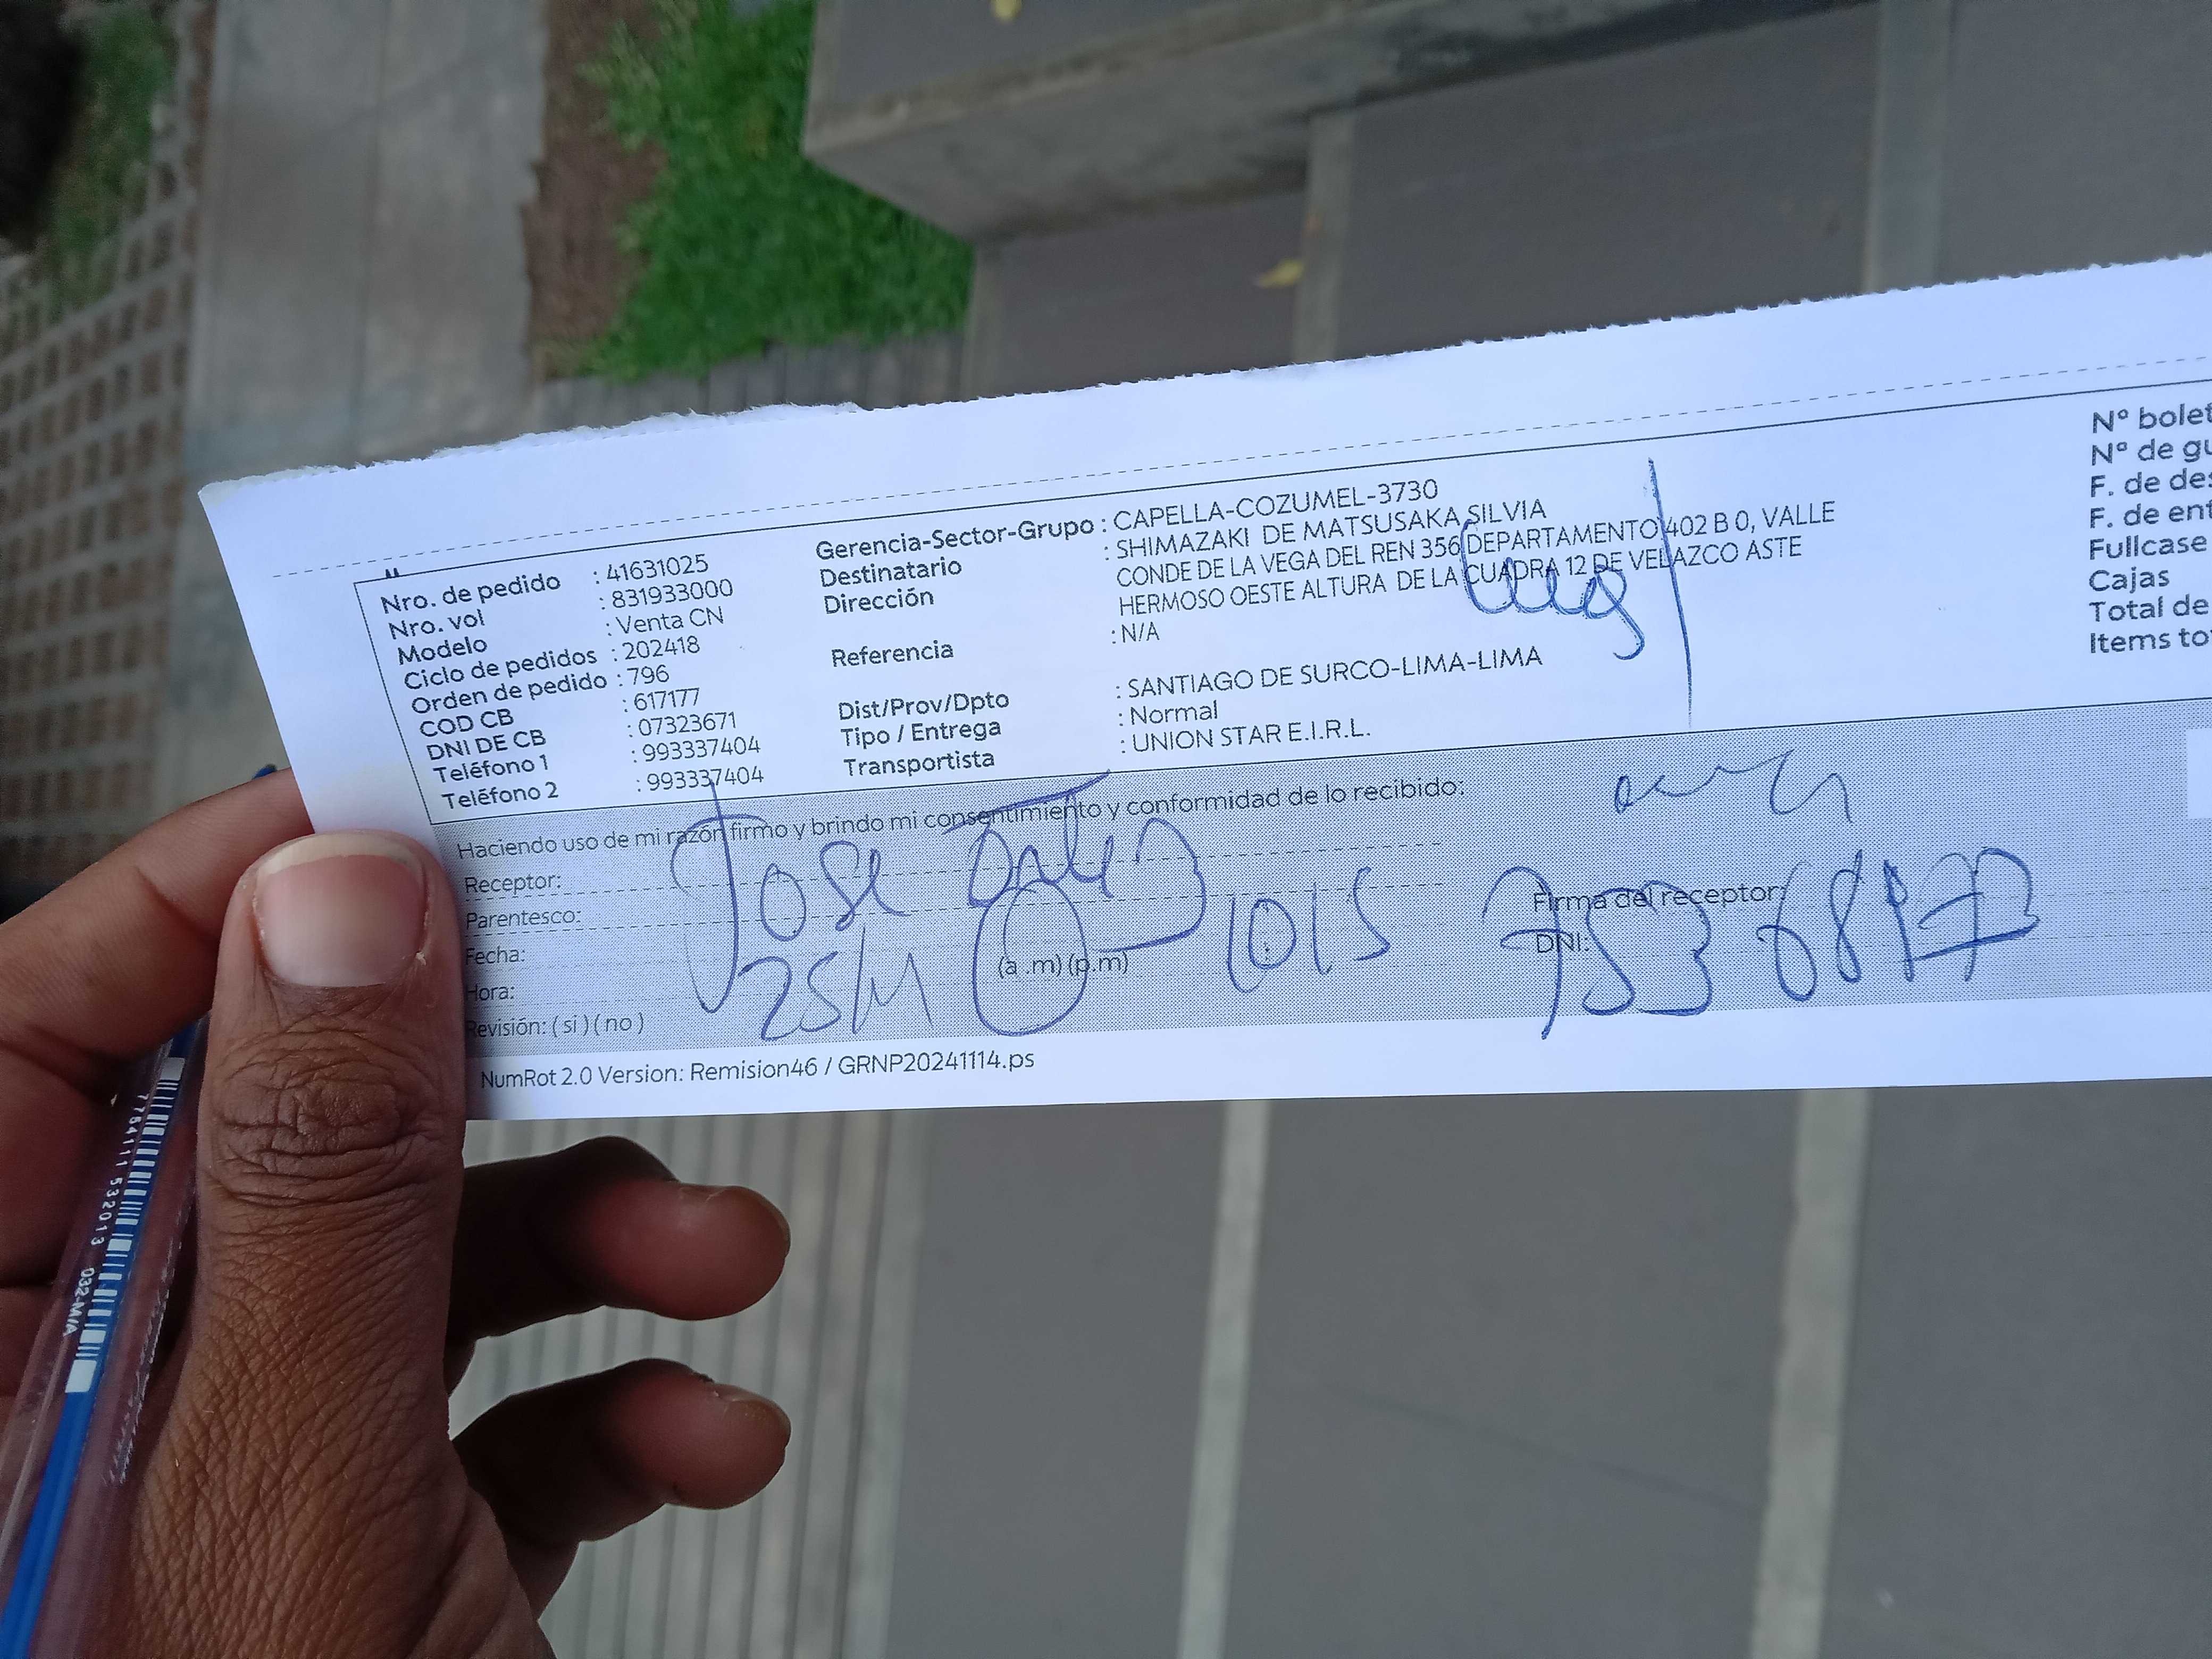 Nro. de pedido : 41631025
Nro. vol : 831933000
Modelo : Venta CN
Ciclo de pedidos : 202418
Orden de pedido : 796
COD CB : 617177
DNI DE CB : 07323671
Teléfono 1 : 993337404
Teléfono 2 : 993337404
Gerencia-Sector-Grupo : CAPELLA-COZUMEL-3730
Destinatario : SHIMAZAKI DE MATSUSAKA SILVIA
Dirección CONDE DE LA VEGA DEL REN 356 DEPARTAMENTO 402 B 0, VALLE
HERMOSO OESTE ALTURA DE LA CUADRA 12 DE VELAZCO ASTE
Referencia : N/A
Dist/Prov/Dpto : SANTIAGO DE SURCO-LIMA-LIMA
Tipo / Entrega : Normal
Transportista : UNION STAR E.I.R.L.
Nº bolet
Nº de gu
F. de des
F. de ent
Fullcase
Cajas
Total de
Items to
Haciendo uso de mi razón firmo y brindo mi consentimiento y conformidad de lo recibido:
Receptor: Jose
Parentesco:
Fecha:
Hora: (a .m) (p.m) 1015
Revisión: ( si ) ( no )
Firma del receptor:
DNI:
NumRot 2.0 Version: Remision46 / GRNP20241114.ps
7784111532013 032-M/A